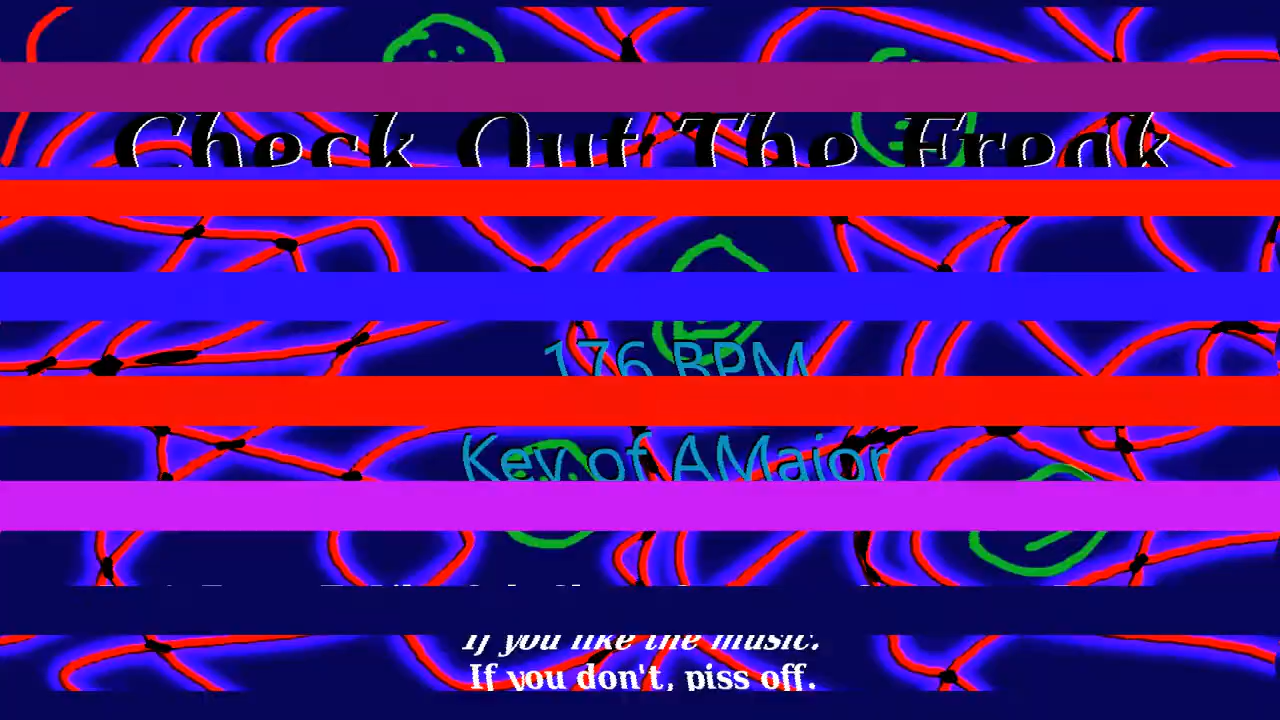 Check Out The Freak
176 BPM
Key of AMajor
If you like the music.
If you don't, piss off.